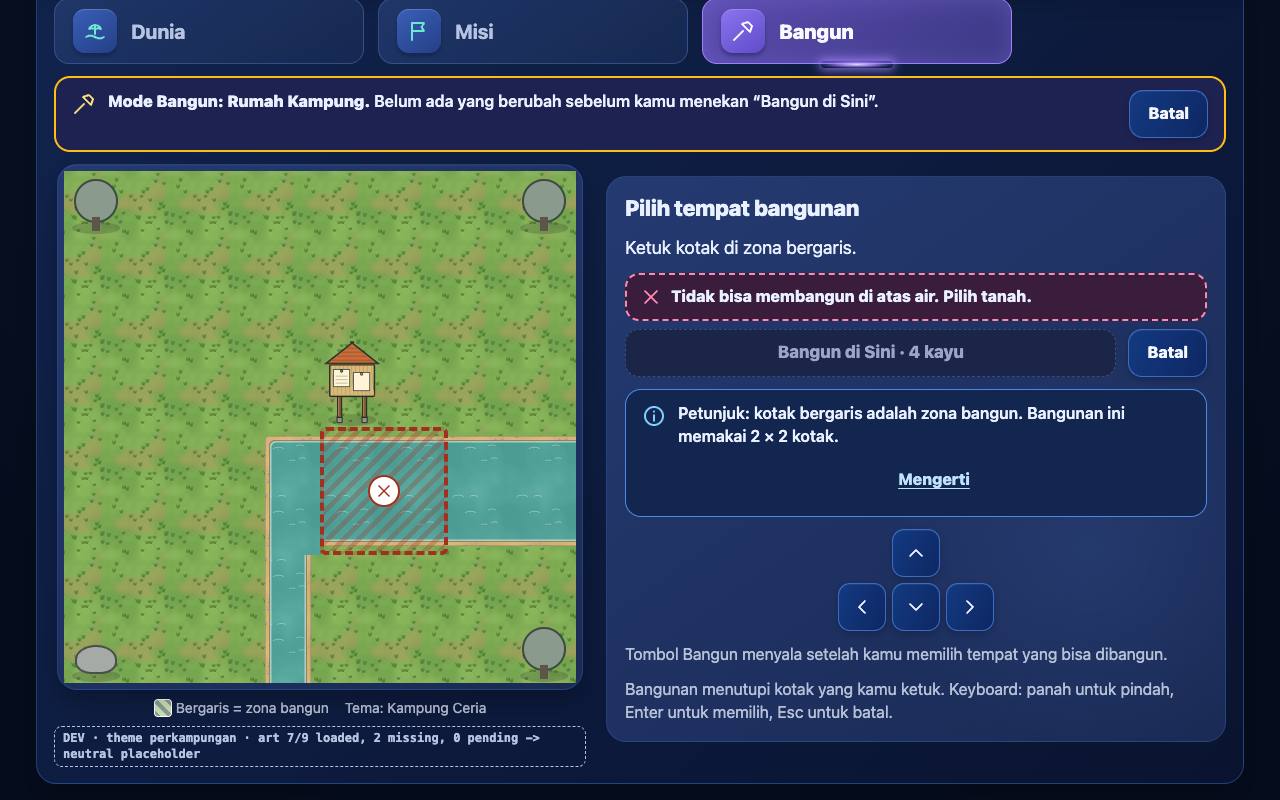 Dunia
Misi
Bangun
Mode Bangun: Rumah Kampung. Belum ada yang berubah sebelum kamu menekan “Bangun di Sini”.
Batal
Pilih tempat bangunan
Ketuk kotak di zona bergaris.
Tidak bisa membangun di atas air. Pilih tanah.
Bangun di Sini · 4 kayu
Batal
Petunjuk: kotak bergaris adalah zona bangun. Bangunan ini
memakai 2 × 2 kotak.
Mengerti
Tombol Bangun menyala setelah kamu memilih tempat yang bisa dibangun.
Bangunan menutupi kotak yang kamu ketuk. Keyboard: panah untuk pindah,
Enter untuk memilih, Esc untuk batal.
Bergaris = zona bangun
Tema: Kampung Ceria
DEV · theme perkampungan · art 7/9 loaded, 2 missing, 0 pending —>
neutral placeholder